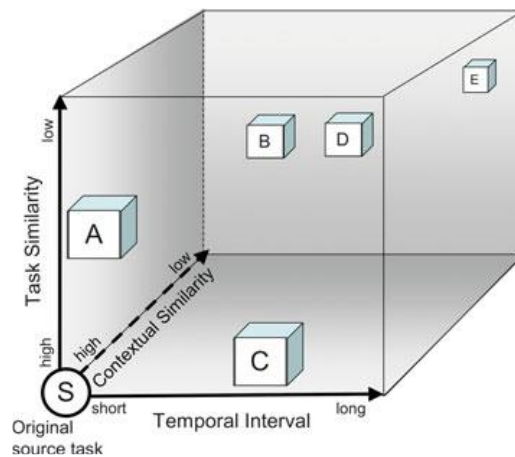 E
B
D
low
A
Task Similarity
low
Contextual Similarity
high
high
C
S
short
Temporal Interval
long
Original
source task